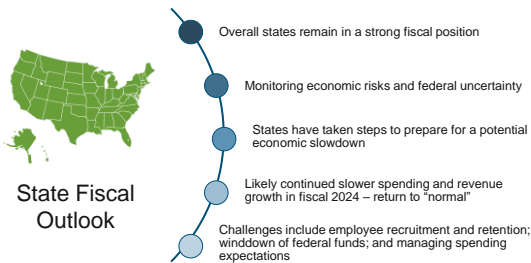 Overall states remain in a strong fiscal position
Monitoring economic risks and federal uncertainty
States have taken steps to prepare for a potential
economic slowdown
State Fiscal
Outlook
Likely continued slower spending and revenue
growth in fiscal 2024 – return to “normal”
Challenges include employee recruitment and retention;
winddown of federal funds; and managing spending
expectations